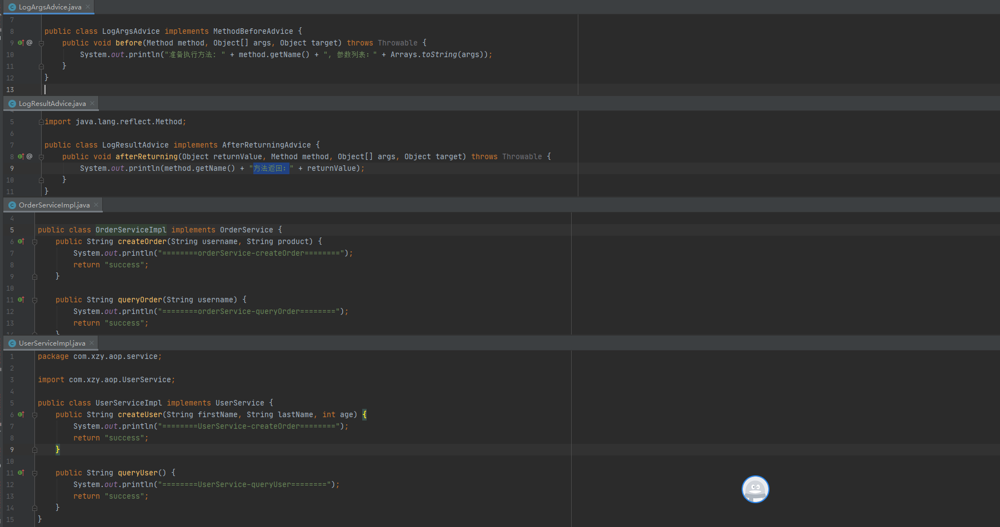 LogArgsAdvice.java
7
8 public class LogArgsAdvice implements MethodBeforeAdvice {
9 @ public void before(Method method, Object[] args, Object target) throws Throwable {
10 System.out.println("准备执行方法: " + method.getName() + ", 参数列表：" + Arrays.toString(args));
11 }
12 }
13
LogResultAdvice.java
5 import java.lang.reflect.Method;
6
7 public class LogResultAdvice implements AfterReturningAdvice {
8 @ public void afterReturning(Object returnValue, Method method, Object[] args, Object target) throws Throwable {
9 System.out.println(method.getName() + "方法返回：" + returnValue);
10 }
11 }
OrderServiceImpl.java
4
5 public class OrderServiceImpl implements OrderService {
6 public String createOrder(String username, String product) {
7 System.out.println("========orderService-createOrder========");
8 return "success";
9 }
10
11 public String queryOrder(String username) {
12 System.out.println("========orderService-queryOrder========");
13 return "success";
14 }
UserServiceImpl.java
1 package com.xzy.aop.service;
2
3 import com.xzy.aop.UserService;
4
5 public class UserServiceImpl implements UserService {
6 public String createUser(String firstName, String lastName, int age) {
7 System.out.println("========UserService-createOrder========");
8 return "success";
9 }
10
11 public String queryUser() {
12 System.out.println("========UserService-queryUser========");
13 return "success";
14 }
15 }